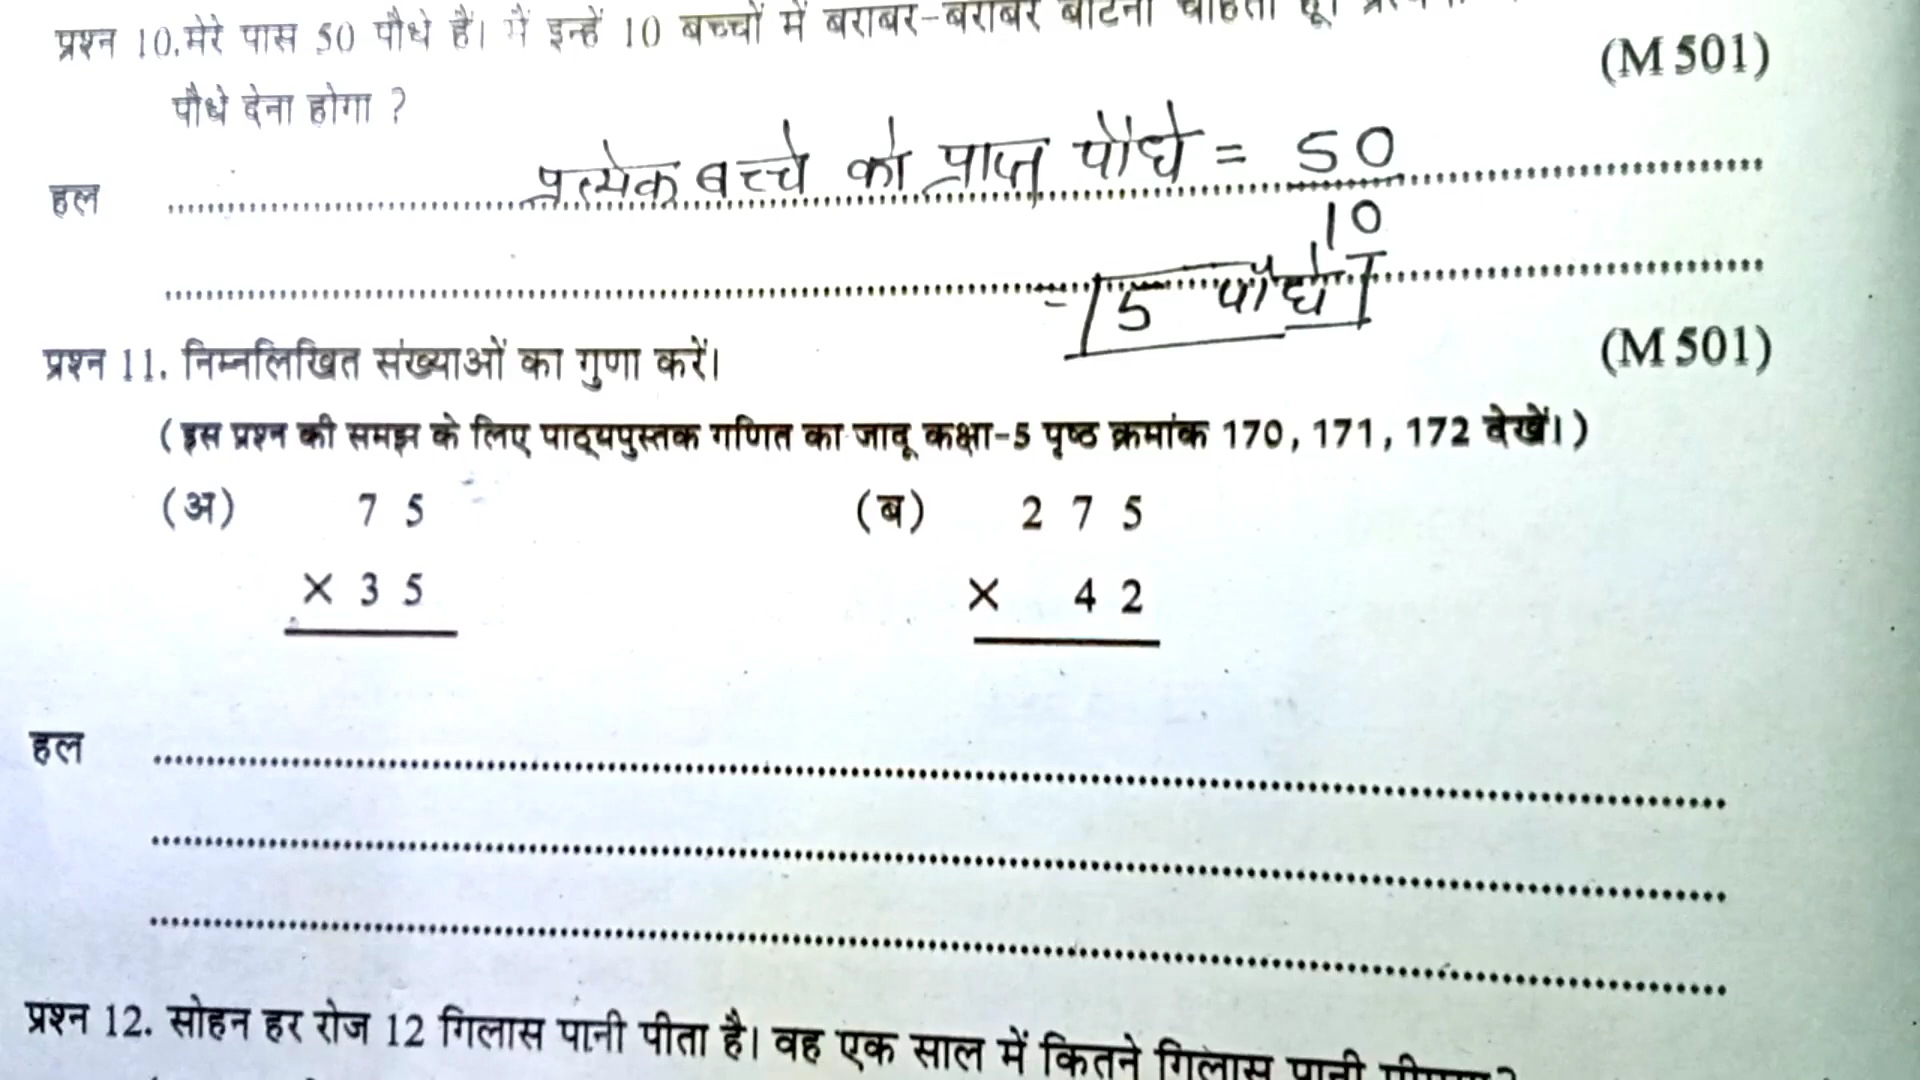 प्रश्न 10.मेरे पास 50 पौधे हैं। मैं इन्हें 10 बच्चों में बराबर-बराबर बाँटना चाहता हूँ।
(M 501)
पौधे देना होगा ?
हल प्रत्येक बच्चे को प्राप्त पौधे = 50
10
= 5 पौधे
प्रश्न 11. निम्नलिखित संख्याओं का गुणा करें।
(M 501)
(इस प्रश्न की समझ के लिए पाठ्यपुस्तक गणित का जादू कक्षा-5 पृष्ठ क्रमांक 170, 171, 172 देखें।)
(अ) 7 5
× 3 5
(ब) 2 7 5
× 4 2
हल
प्रश्न 12. सोहन हर रोज 12 गिलास पानी पीता है। वह एक साल में कितने गिलास पानी